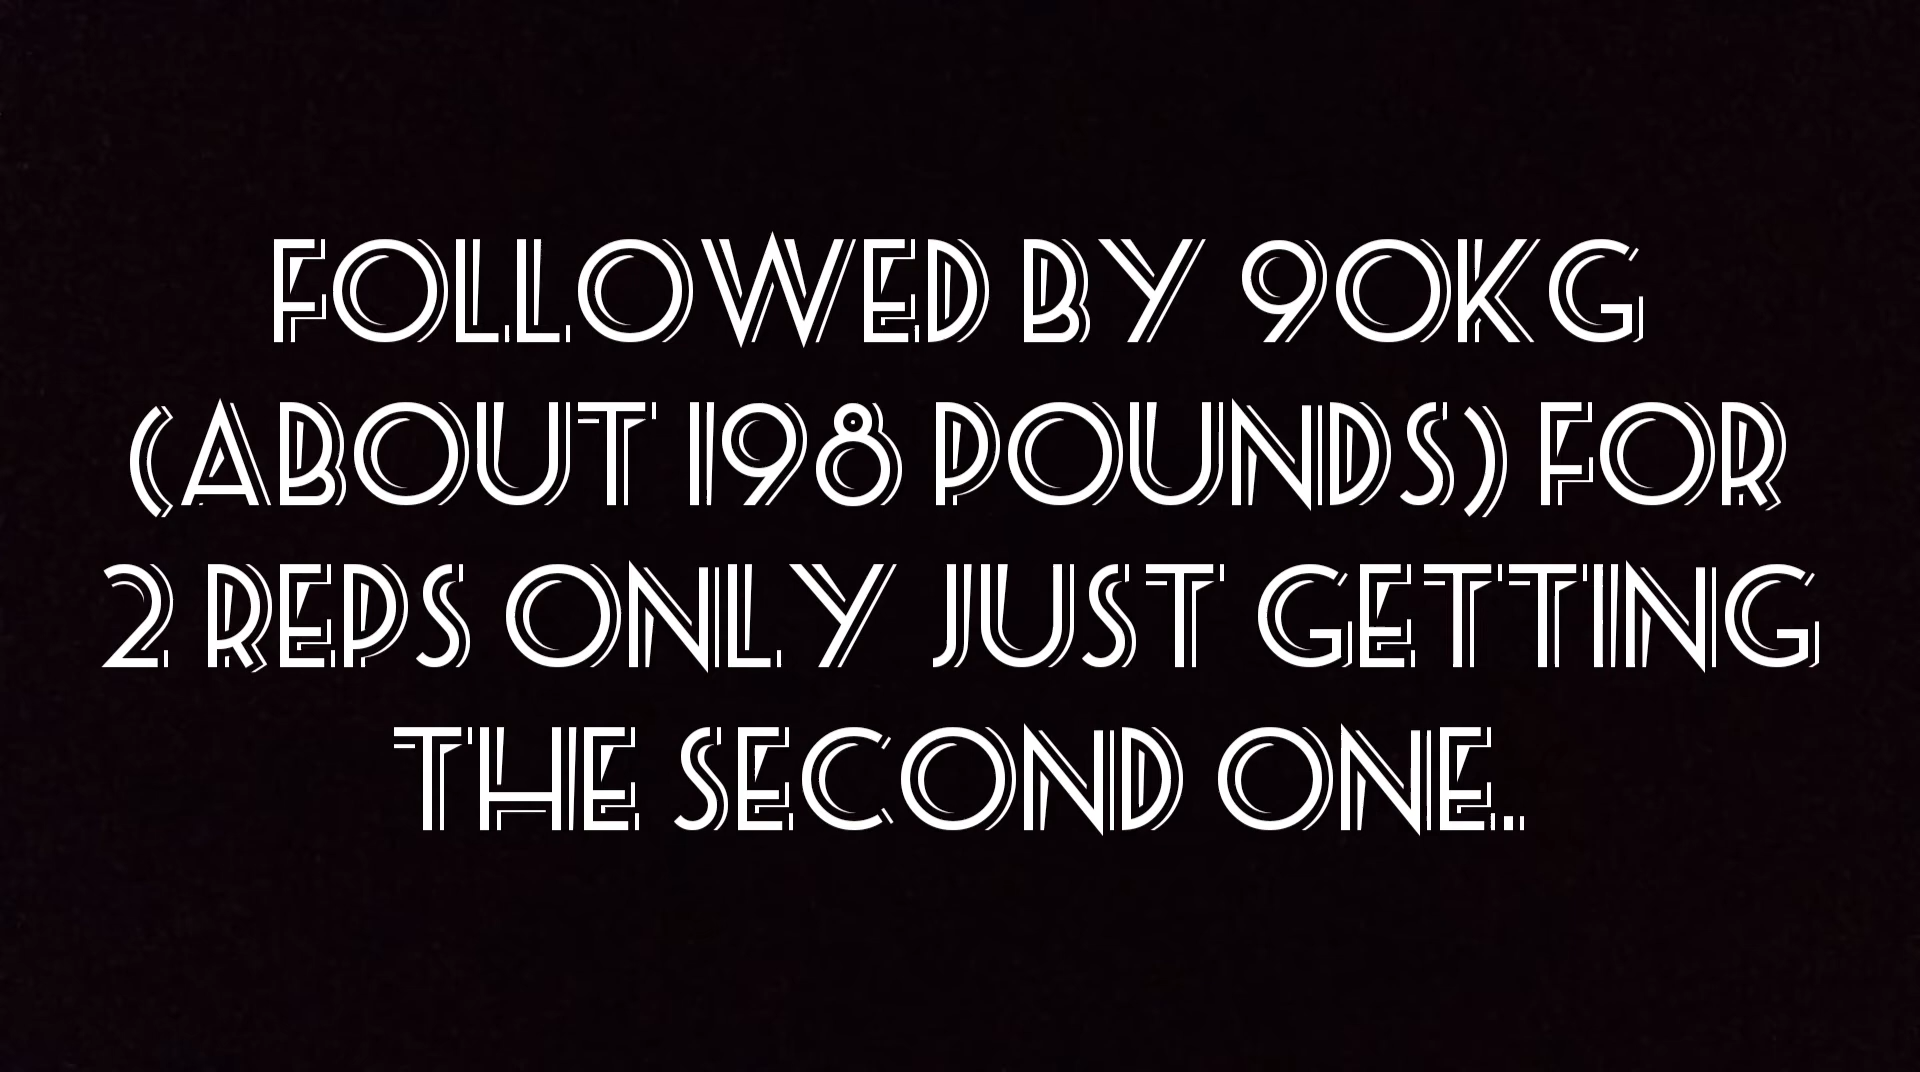 FOLLOWED BY 90KG
(ABOUT 198 POUNDS) FOR
2 REPS ONLY JUST GETTING
THE SECOND ONE..